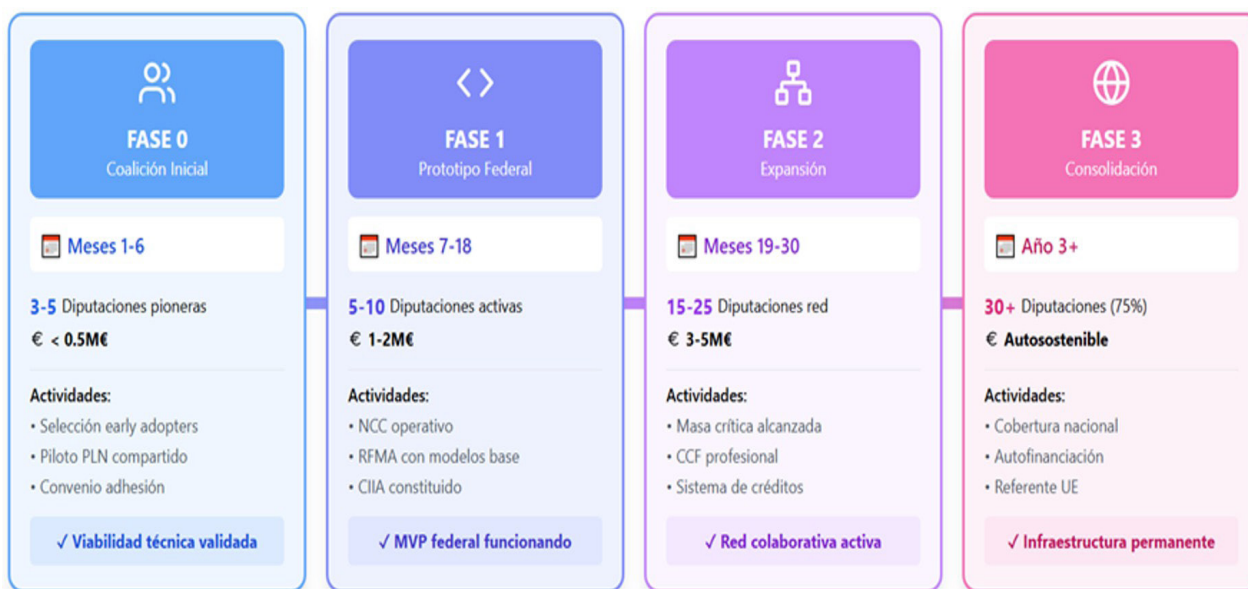 FASE 0
Coalición Inicial
Meses 1-6
3-5 Diputaciones pioneras
€ < 0.5M€
Actividades:
• Selección early adopters
• Piloto PLN compartido
• Convenio adhesión
✓ Viabilidad técnica validada
FASE 1
Prototipo Federal
Meses 7-18
5-10 Diputaciones activas
€ 1-2M€
Actividades:
• NCC operativo
• RFMA con modelos base
• CIIA constituido
✓ MVP federal funcionando
FASE 2
Expansión
Meses 19-30
15-25 Diputaciones red
€ 3-5M€
Actividades:
• Masa crítica alcanzada
• CCF profesional
• Sistema de créditos
✓ Red colaborativa activa
FASE 3
Consolidación
Año 3+
30+ Diputaciones (75%)
€ Autosostenible
Actividades:
• Cobertura nacional
• Autofinanciación
• Referente UE
✓ Infraestructura permanente